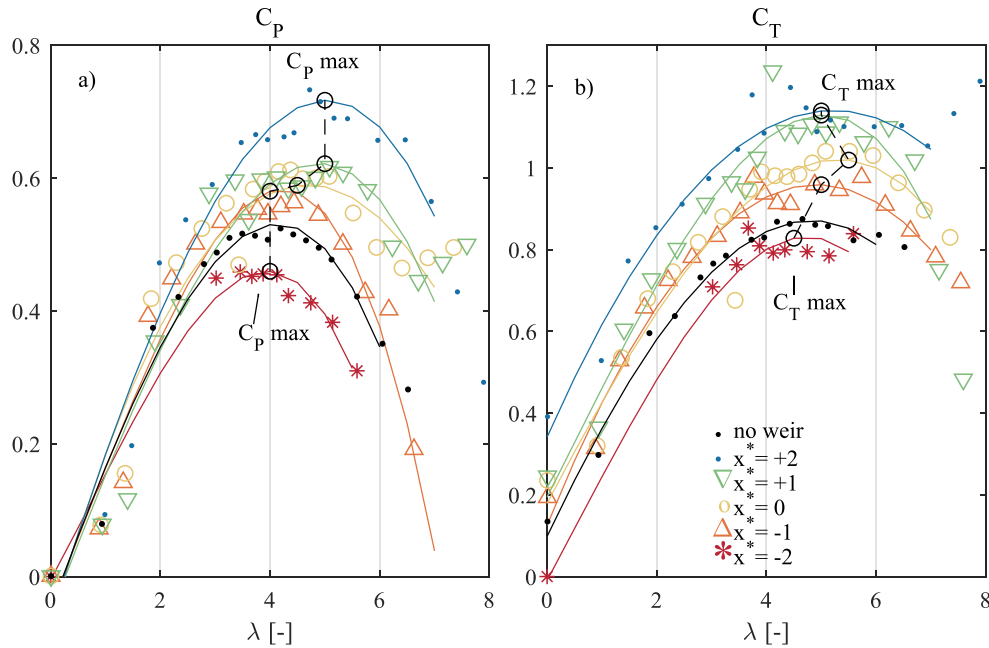 C_P
C_T
0.8
0.6
0.4
0.2
0
0 2 4 6 8
λ [-]
a)
C_P max
C_P max
1.2
1
0.8
0.6
0.4
0.2
0
0 2 4 6 8
λ [-]
b)
C_T max
C_T max
no weir
x* = +2
x* = +1
x* = 0
x* = -1
x* = -2